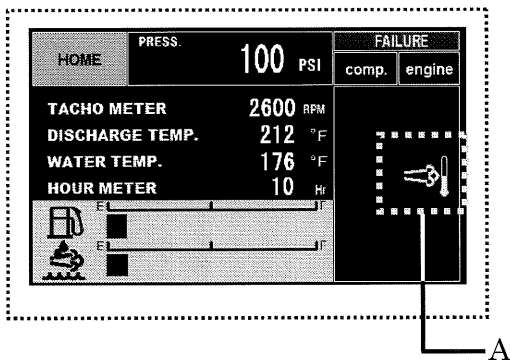 HOME
PRESS.
100 PSI
FAILURE
comp. engine
TACHO METER 2600 RPM
DISCHARGE TEMP. 212 °F
WATER TEMP. 176 °F
HOUR METER 10 Hr
E F
E F
A